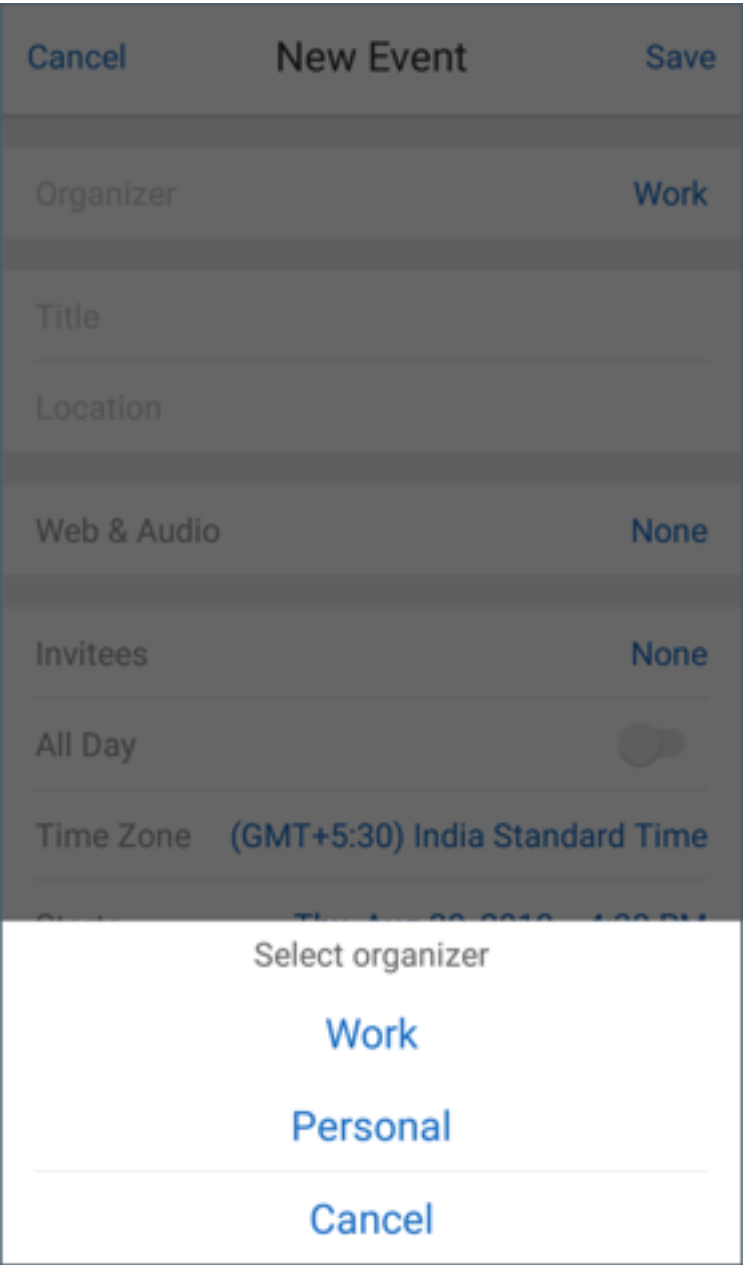 Cancel New Event Save
Organizer Work
Title
Location
Web & Audio None
Invitees None
All Day
Time Zone (GMT+5:30) India Standard Time
Select organizer
Work
Personal
Cancel